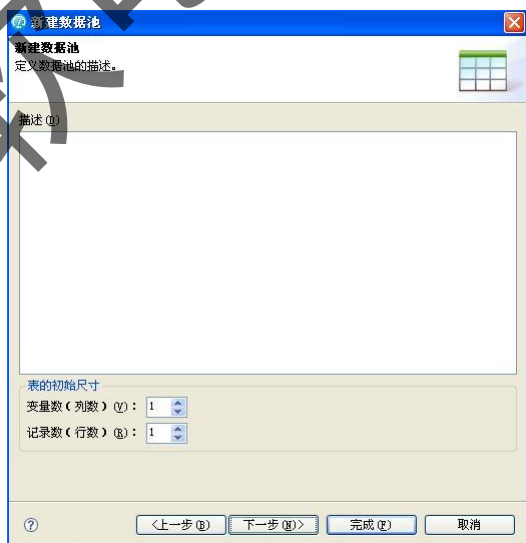 新建数据池
新建数据池
定义数据池的描述。
描述(D)
表的初始尺寸
变量数(列数)(V): 1
记录数(行数)(R): 1
<上一步(B) 下一步(N)> 完成(F) 取消